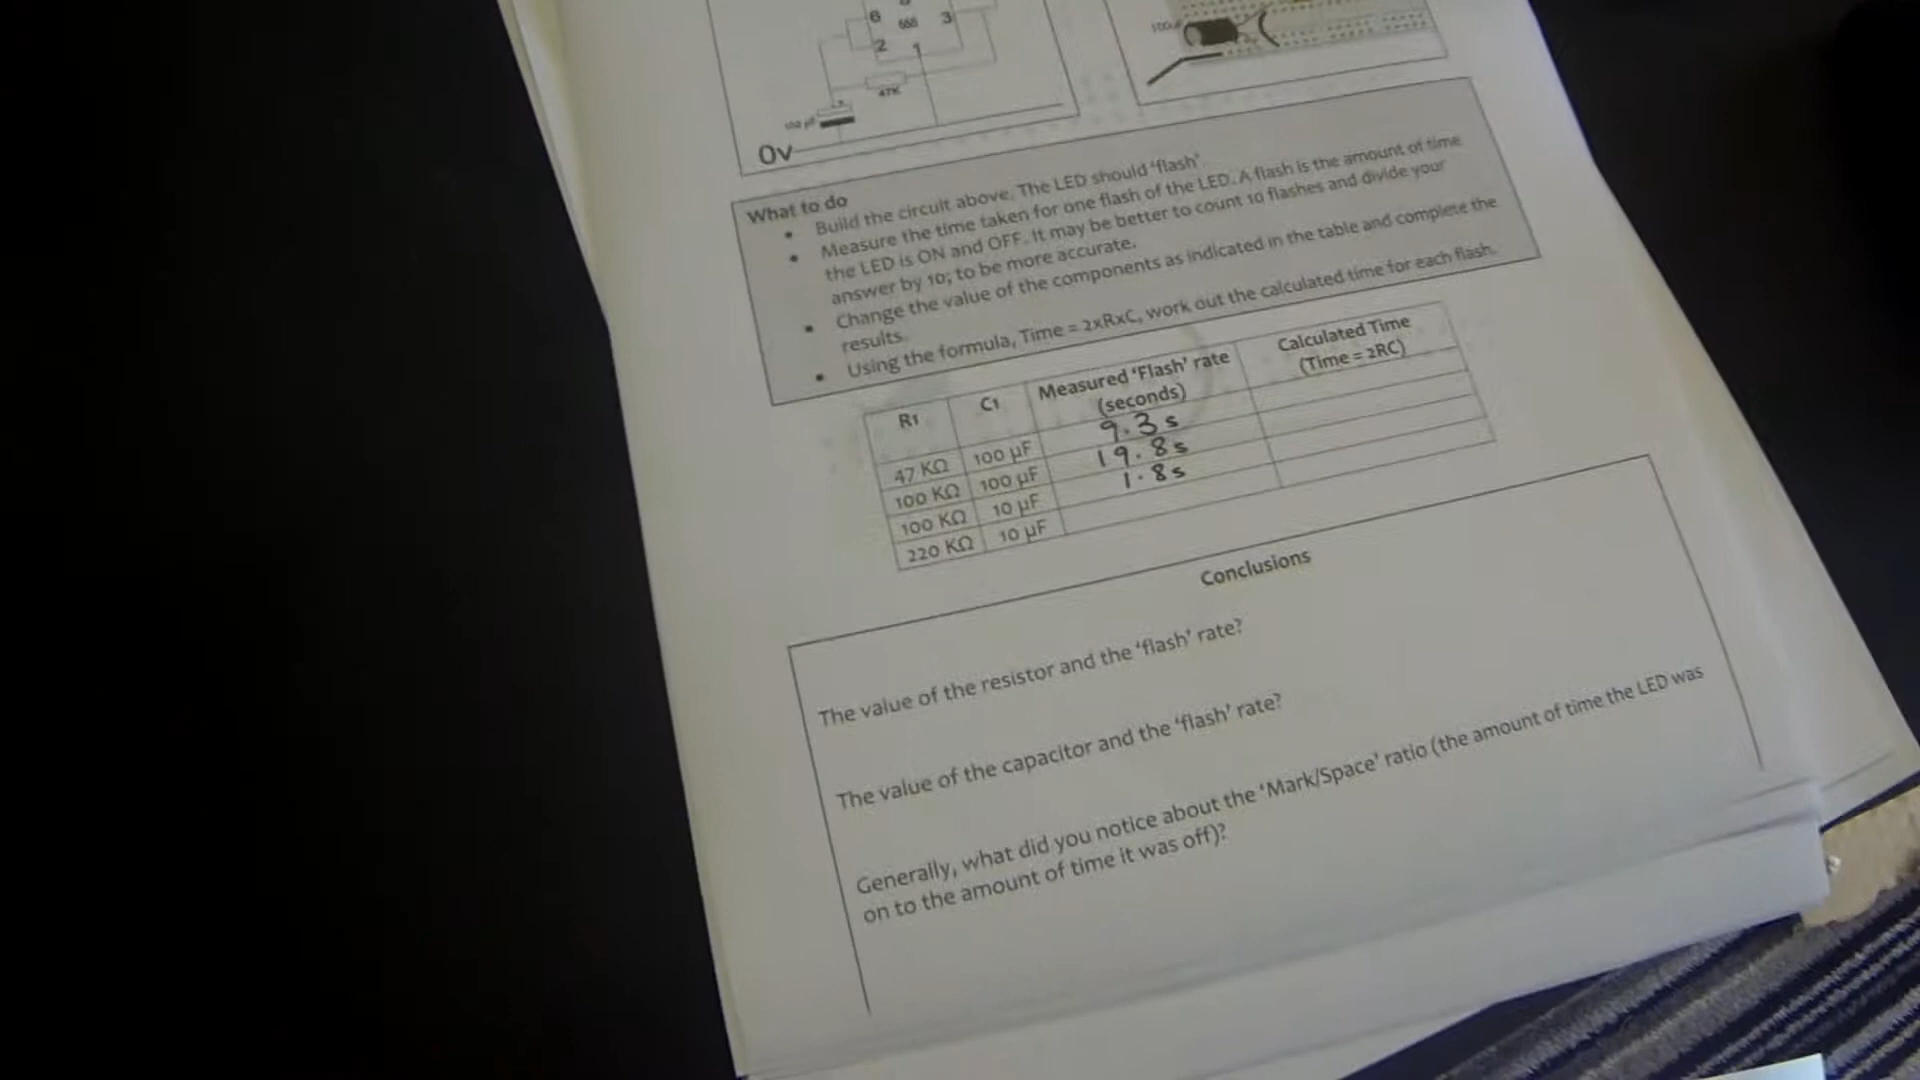 6 555 3
2 1
47K
100 µF
0v
100µ
What to do
• Build the circuit above. The LED should 'flash'
• Measure the time taken for one flash of the LED. A flash is the amount of time
the LED is ON and OFF. It may be better to count 10 flashes and divide your
answer by 10; to be more accurate.
• Change the value of the components as indicated in the table and complete the
results.
• Using the formula, Time = 2xRxC, work out the calculated time for each flash.
R1 C1 Measured 'Flash' rate Calculated Time
(seconds) (Time = 2RC)
47 KΩ 100 µF 9.3 s
100 KΩ 100 µF 19.8s
100 KΩ 10 µF 1.8s
220 KΩ 10 µF
Conclusions
The value of the resistor and the 'flash' rate?
The value of the capacitor and the 'flash' rate?
Generally, what did you notice about the 'Mark/Space' ratio (the amount of time the LED was
on to the amount of time it was off)?